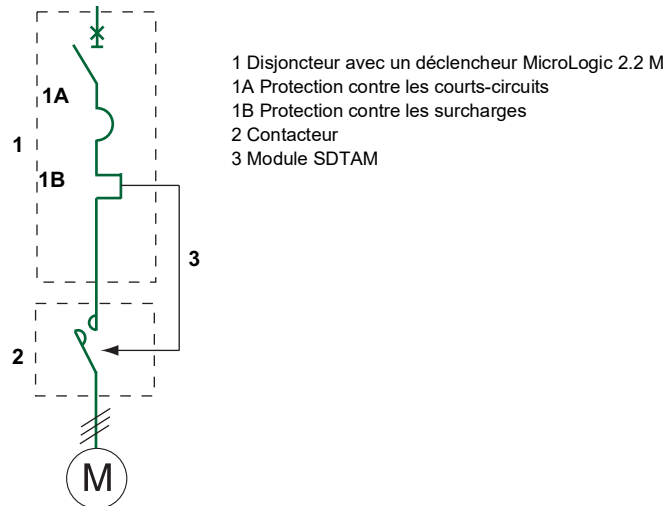 1 Disjoncteur avec un déclencheur MicroLogic 2.2 M
1A Protection contre les courts-circuits
1B Protection contre les surcharges
2 Contacteur
3 Module SDTAM
1A
1
1B
3
2
M